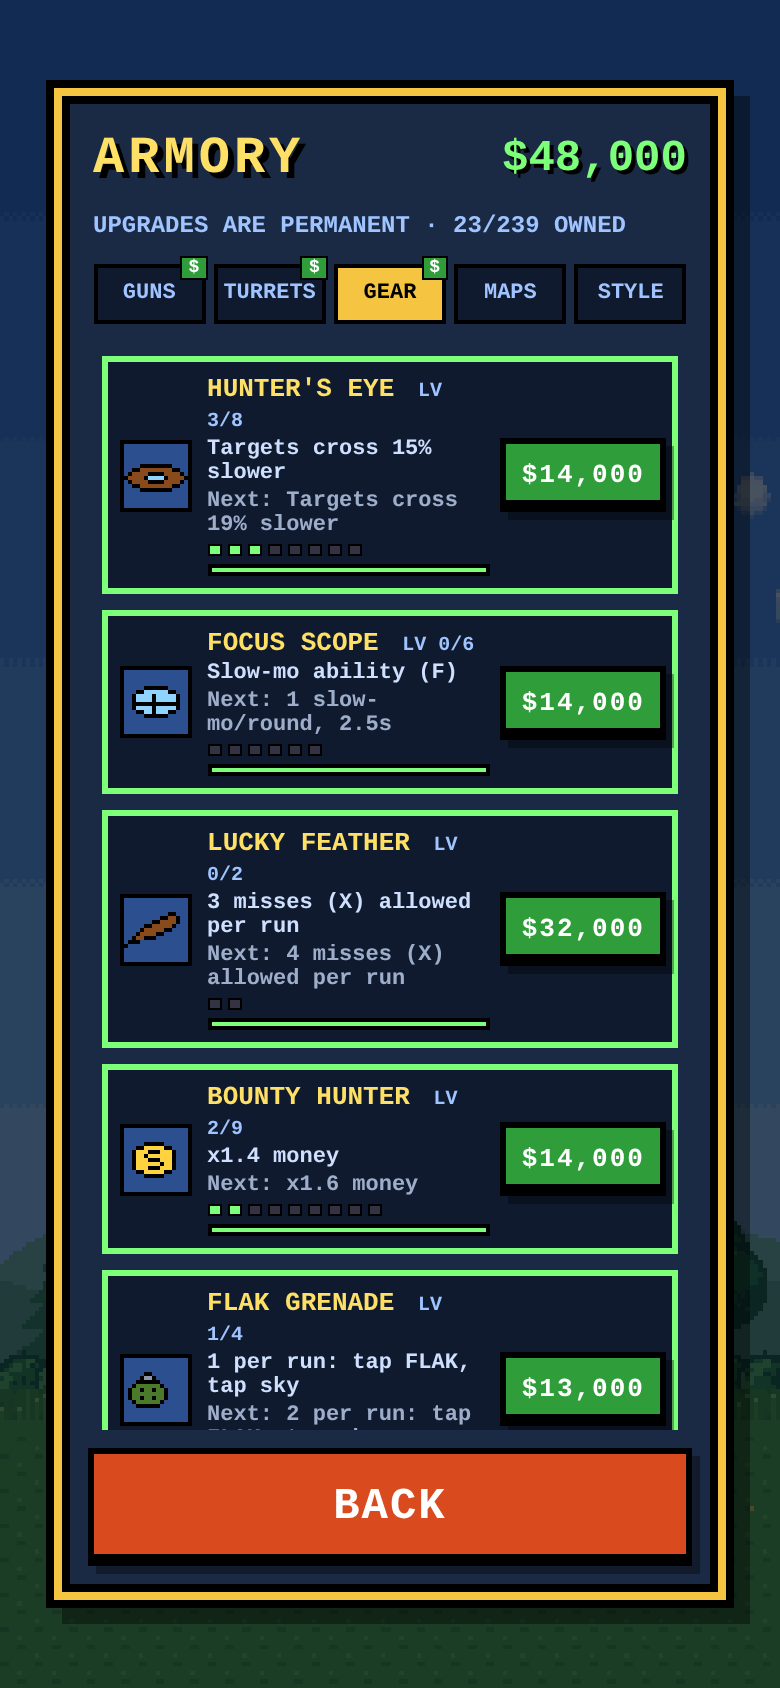 ARMORY
$48,000
UPGRADES ARE PERMANENT · 23/239 OWNED
GUNS
$
TURRETS
$
GEAR
$
MAPS
STYLE
HUNTER'S EYE LV
3/8
Targets cross 15%
slower
Next: Targets cross
19% slower
$14,000
FOCUS SCOPE LV 0/6
Slow-mo ability (F)
Next: 1 slow-
mo/round, 2.5s
$14,000
LUCKY FEATHER LV
0/2
3 misses (X) allowed
per run
Next: 4 misses (X)
allowed per run
$32,000
BOUNTY HUNTER LV
2/9
x1.4 money
Next: x1.6 money
$14,000
FLAK GRENADE LV
1/4
1 per run: tap FLAK,
tap sky
Next: 2 per run: tap
$13,000
BACK